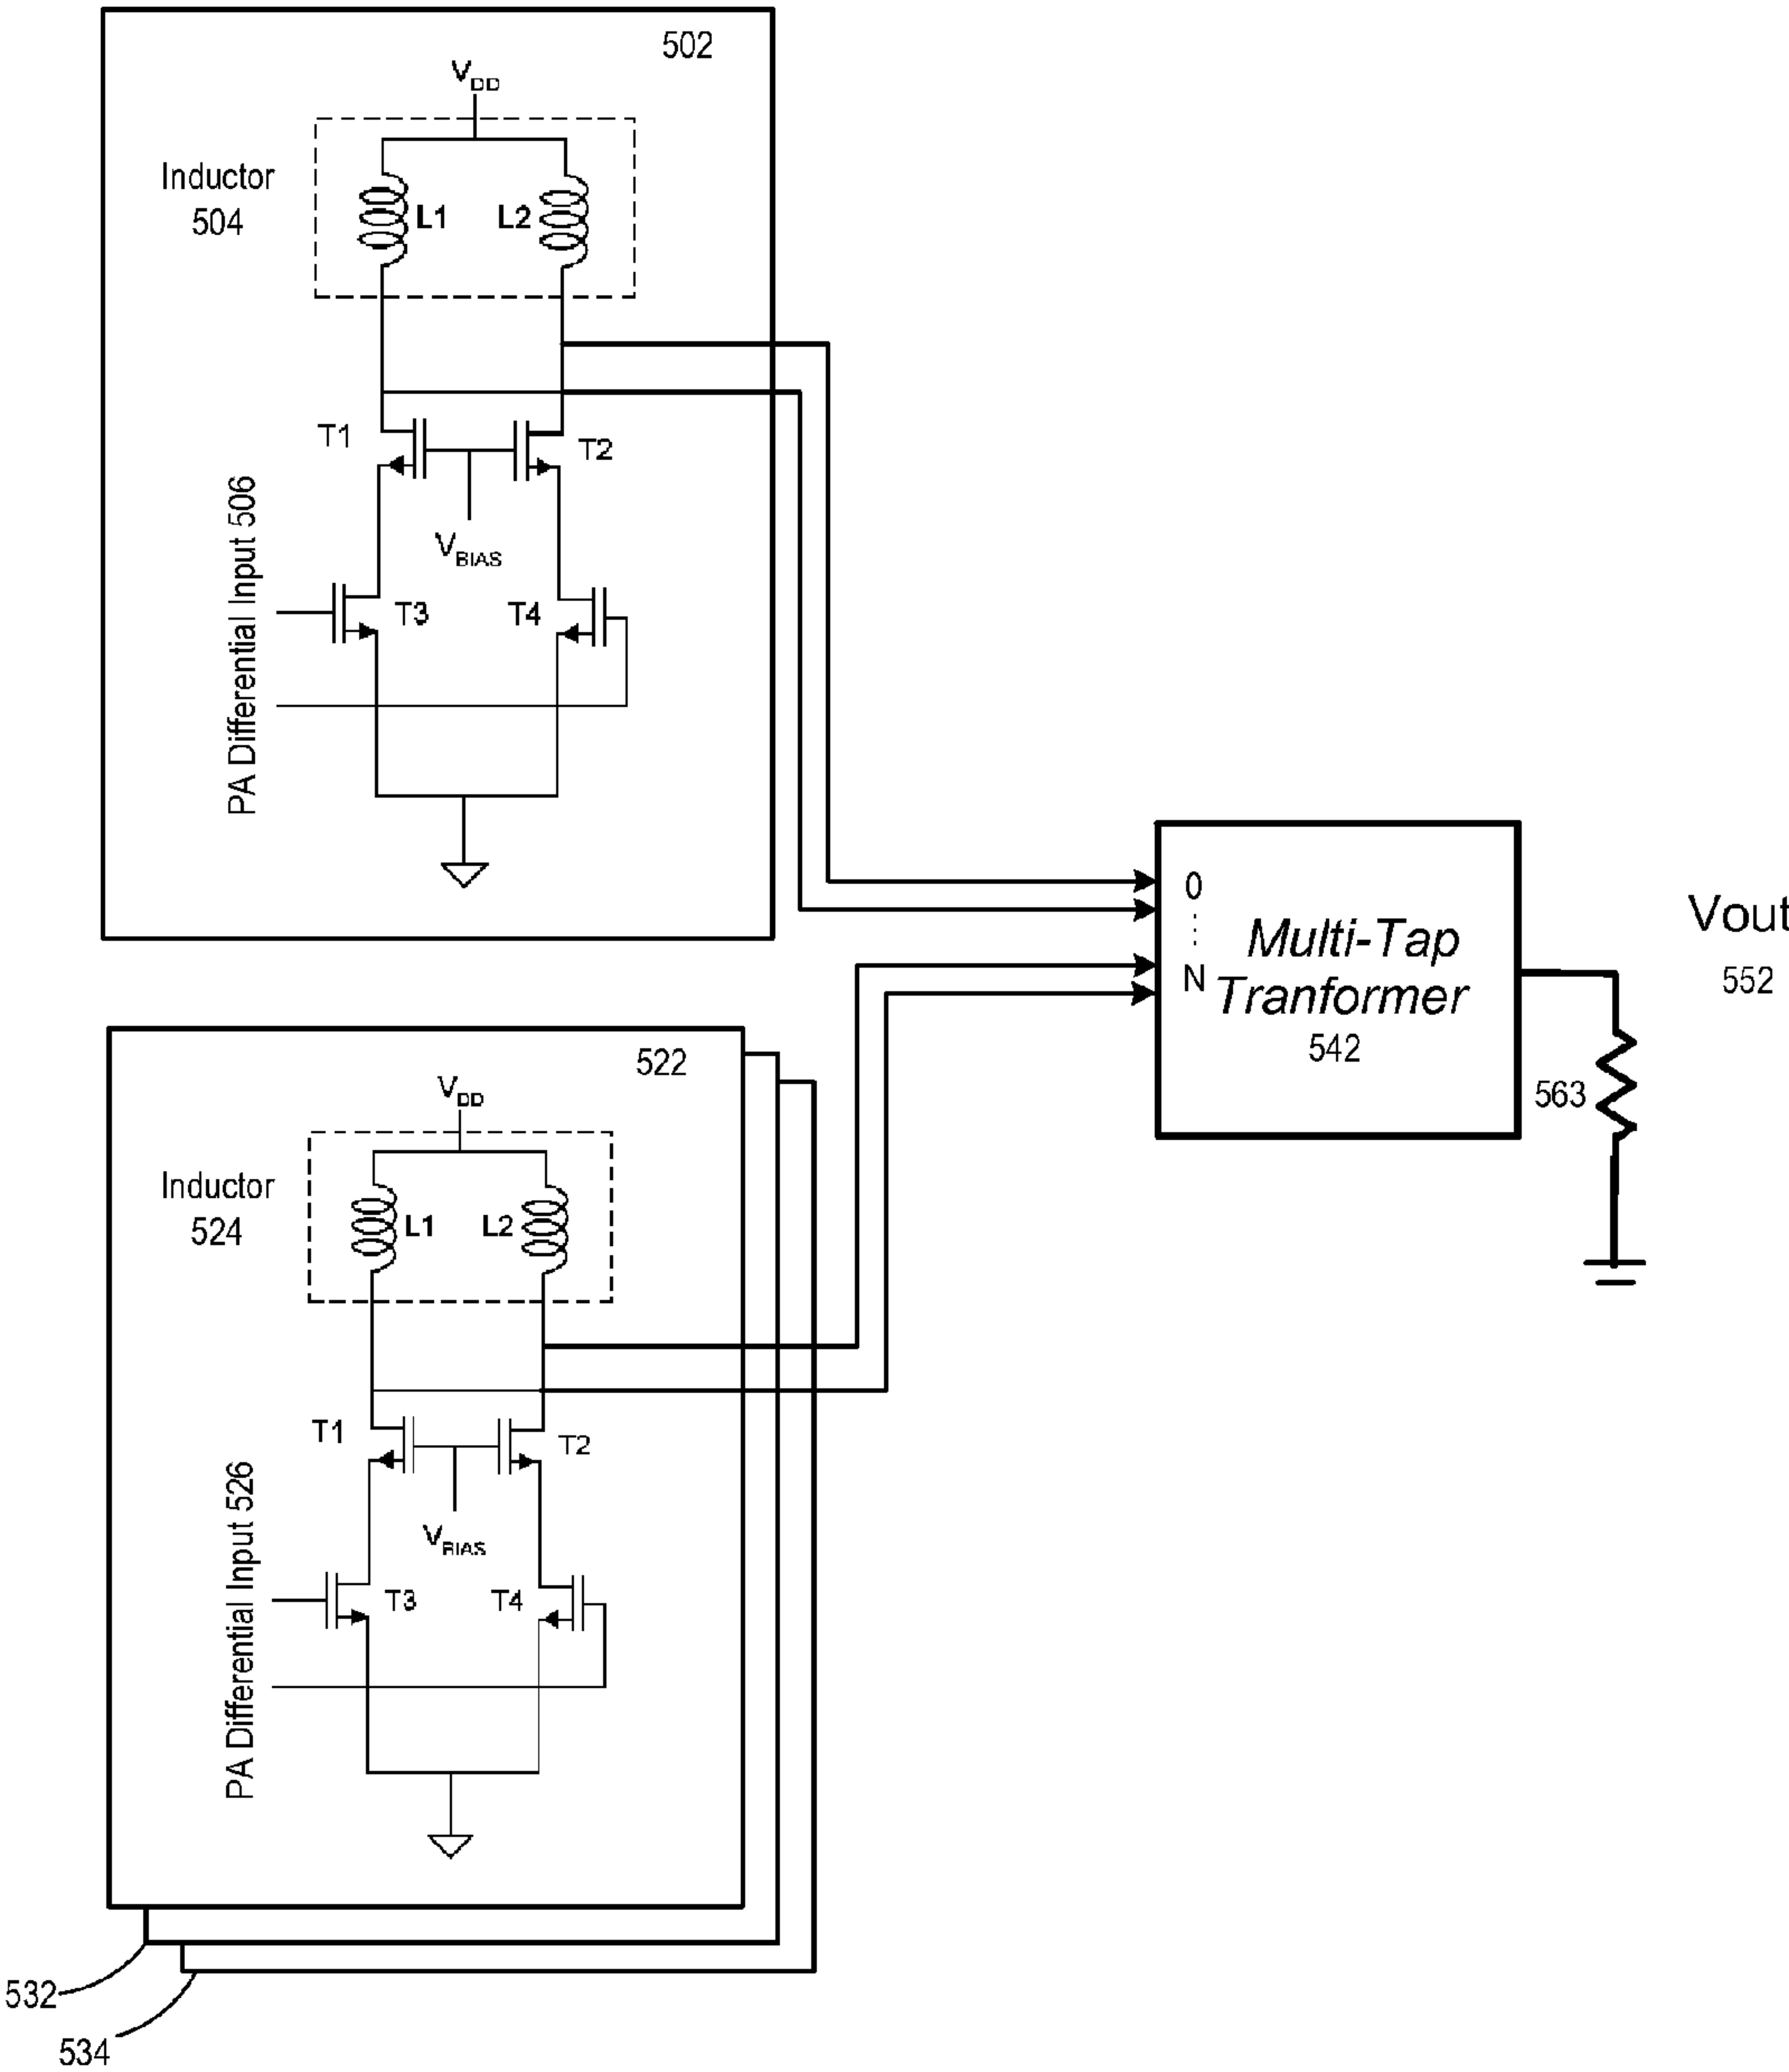 502
VDD
Inductor
504
L1
L2
T1
T2
VBIAS
PA Differential Input 506
T3
T4
0
N
Multi-Tap
Tranformer
542
Vout
552
563
522
VDD
Inductor
524
L1
L2
T1
T2
VBIAS
PA Differential Input 526
T3
T4
532
534